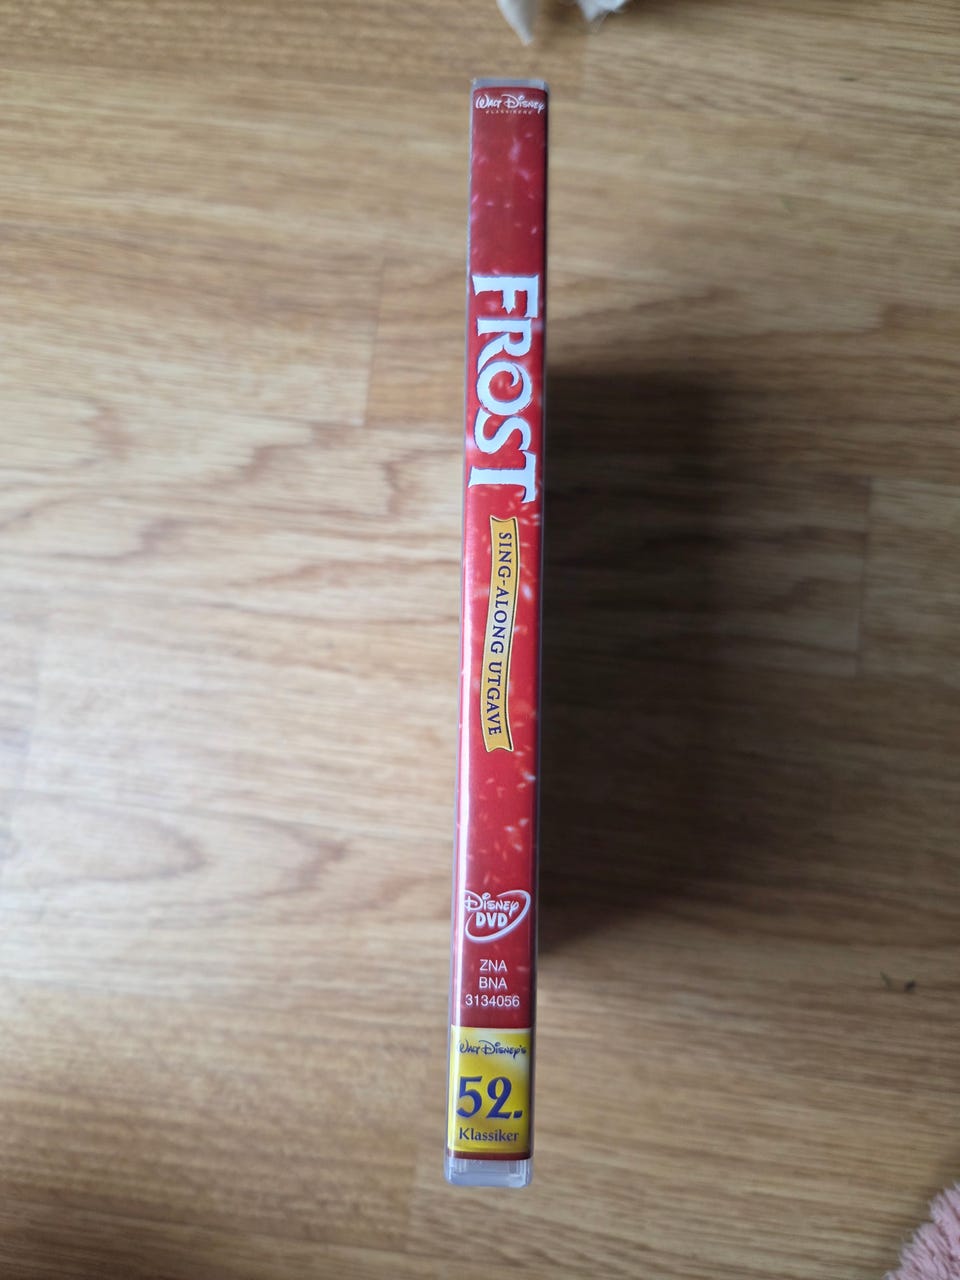 WALT DISNEY
KLASSIKERE
FROST
SING-ALONG UTGAVE
DISNEY
DVD
ZNA
BNA
3134056
WALT DISNEY's
52.
Klassiker